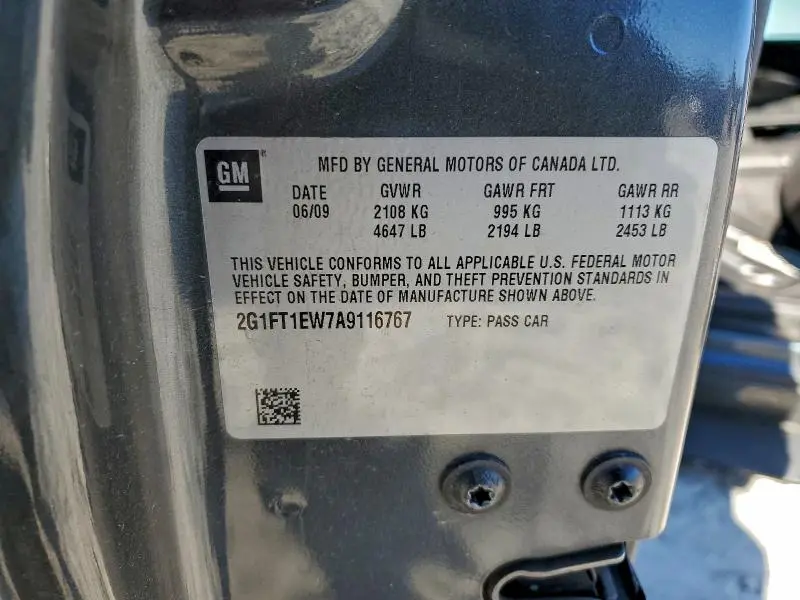 GM
MFD BY GENERAL MOTORS OF CANADA LTD.
DATE GVWR GAWR FRT GAWR RR
06/09 2108 KG 995 KG 1113 KG
4647 LB 2194 LB 2453 LB
THIS VEHICLE CONFORMS TO ALL APPLICABLE U.S. FEDERAL MOTOR
VEHICLE SAFETY, BUMPER, AND THEFT PREVENTION STANDARDS IN
EFFECT ON THE DATE OF MANUFACTURE SHOWN ABOVE.
2G1FT1EW7A9116767 TYPE: PASS CAR